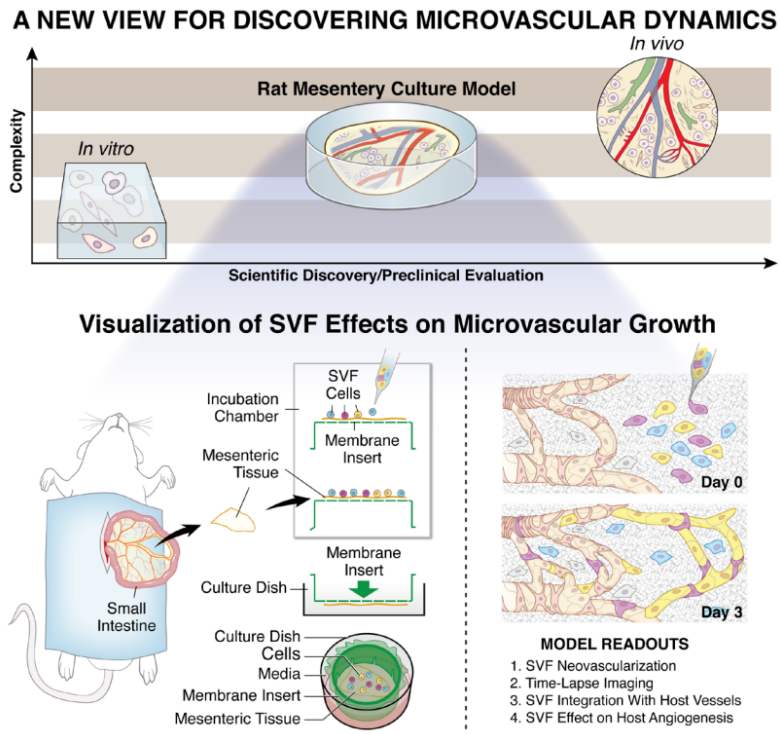 A NEW VIEW FOR DISCOVERING MICROVASCULAR DYNAMICS
In vivo
Rat Mesentery Culture Model
In vitro
Complexity
Scientific Discovery/Preclinical Evaluation
Visualization of SVF Effects on Microvascular Growth
SVF
Cells
Incubation
Chamber
Membrane
Insert
Mesenteric
Tissue
Membrane
Insert
Culture Dish
Small
Intestine
Culture Dish
Cells
Media
Membrane Insert
Mesenteric Tissue
Day 0
Day 3
MODEL READOUTS
1. SVF Neovascularization
2. Time-Lapse Imaging
3. SVF Integration With Host Vessels
4. SVF Effect on Host Angiogenesis